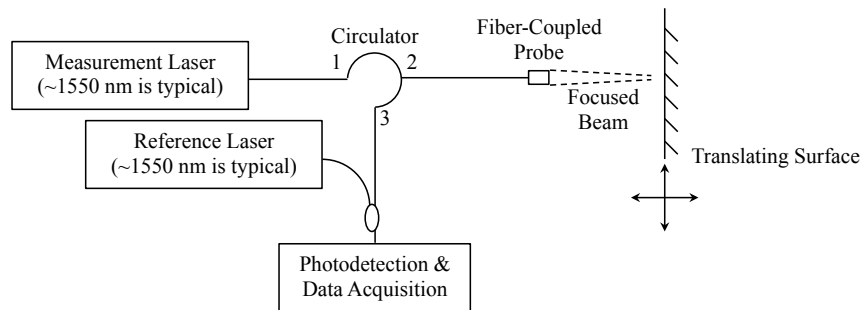 Measurement Laser
(~1550 nm is typical)
Circulator
1
2
3
Fiber-Coupled
Probe
Focused
Beam
Translating Surface
Reference Laser
(~1550 nm is typical)
Photodetection &
Data Acquisition